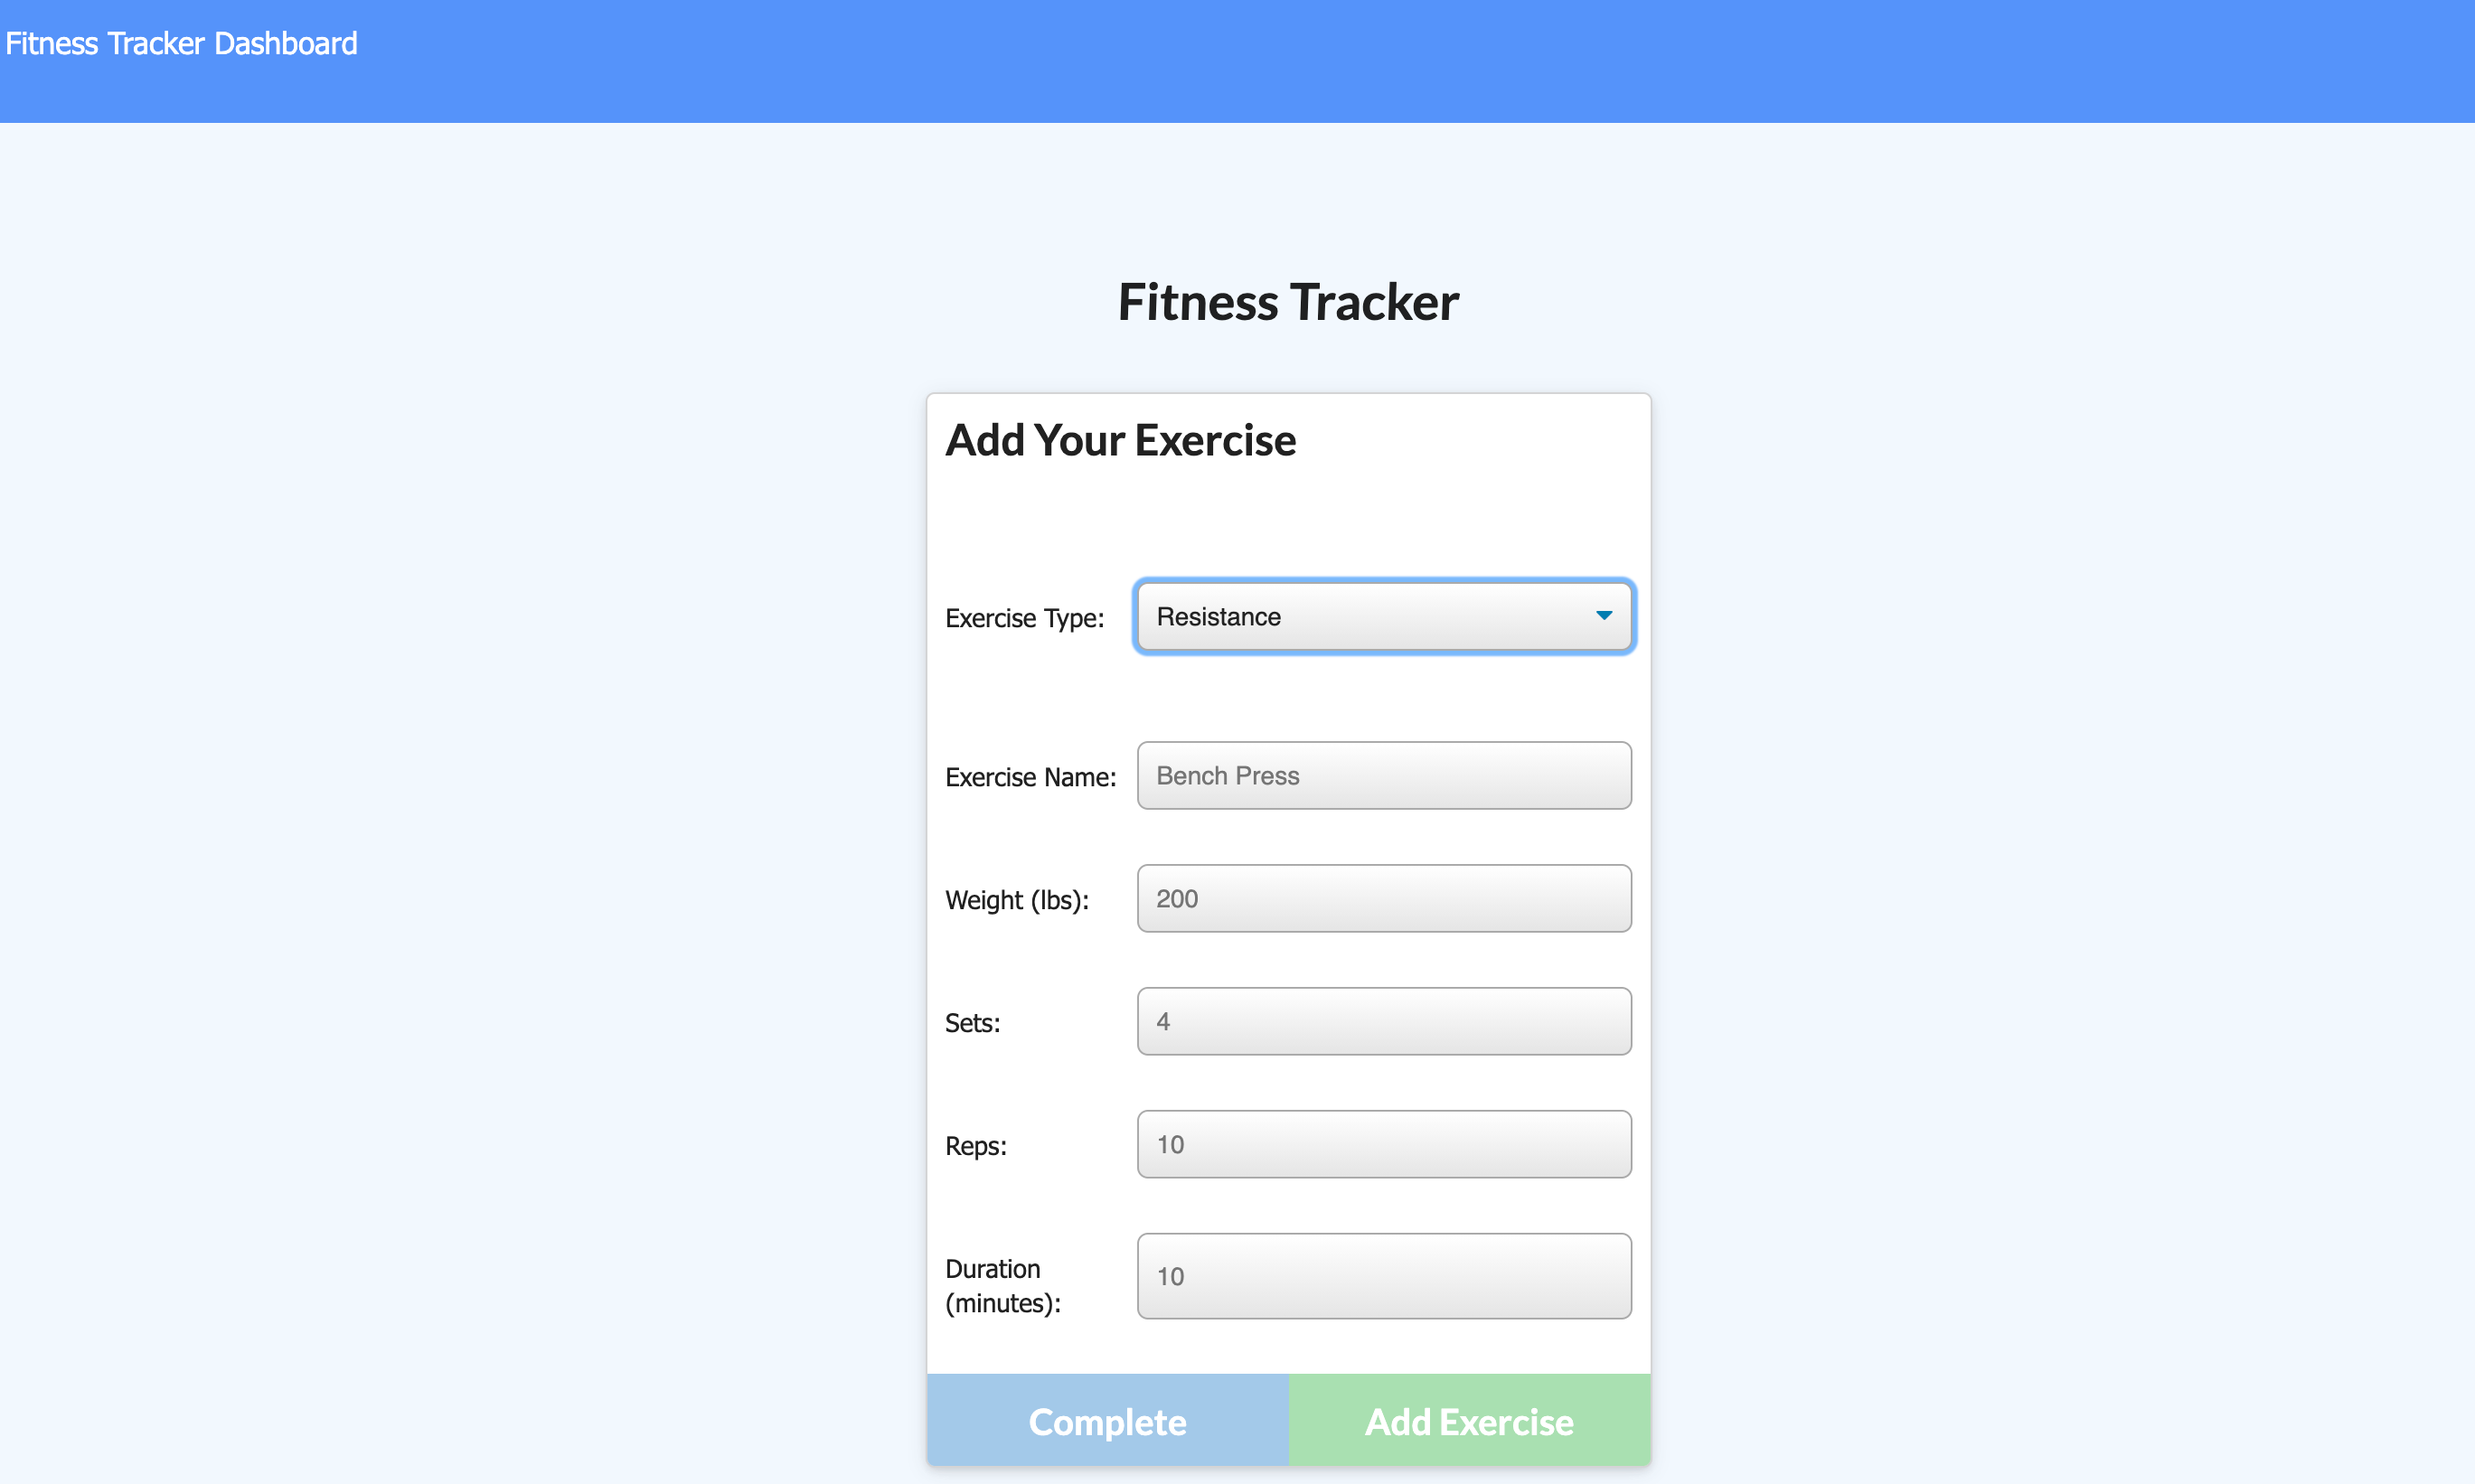 Fitness Tracker Dashboard
Fitness Tracker
Add Your Exercise
Exercise Type: Resistance
Exercise Name: Bench Press
Weight (lbs): 200
Sets: 4
Reps: 10
Duration
(minutes): 10
Complete Add Exercise